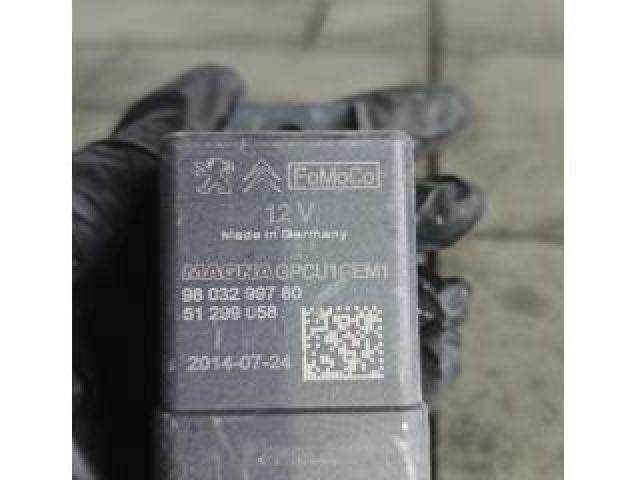 FoMoCo
12 V
Made in Germany
MAGNA GPCU1CEM1
96 032 997 80
51 299 058
2014-07-24